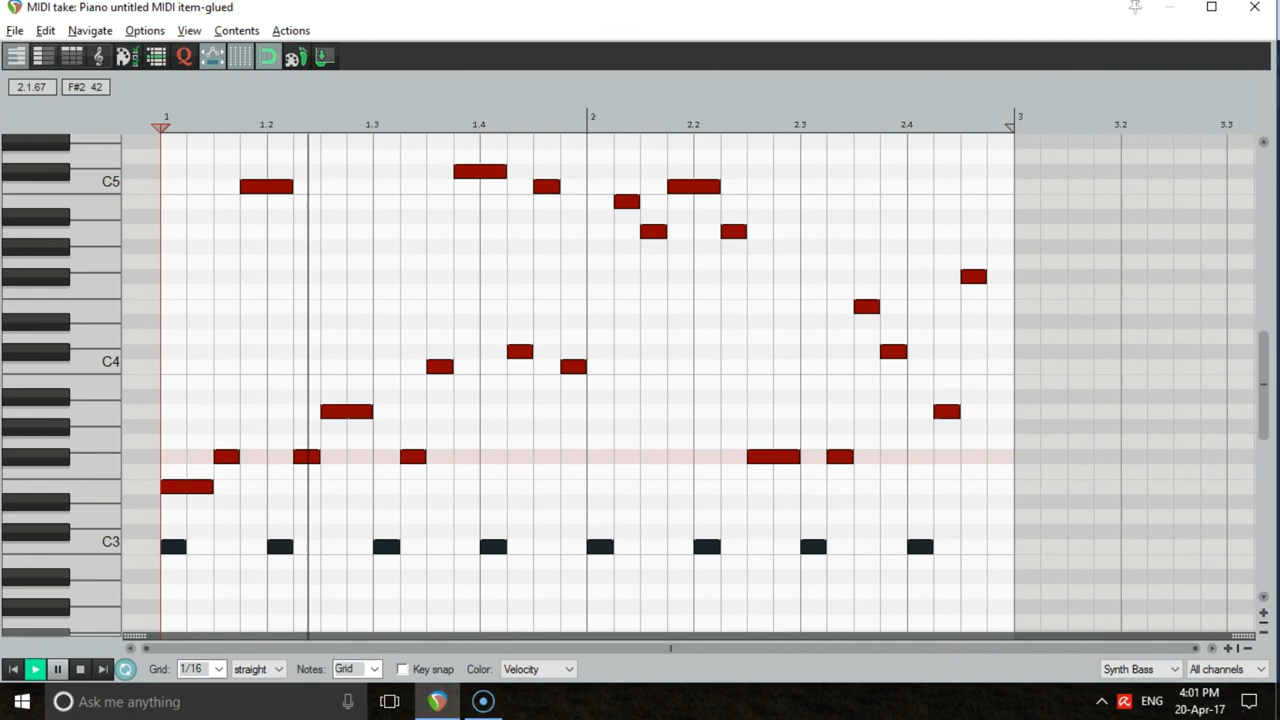 MIDI take: Piano untitled MIDI item-glued
File Edit Navigate Options View Contents Actions
Q
2.1.67 F#2 42
1 1.2 1.3 1.4 2 2.2 2.3 2.4 3 3.2 3.3
C5
C4
C3
Grid: 1/16 straight Notes: Grid Key snap Color: Velocity Synth Bass All channels
Ask me anything ENG 4:01 PM
20-Apr-17